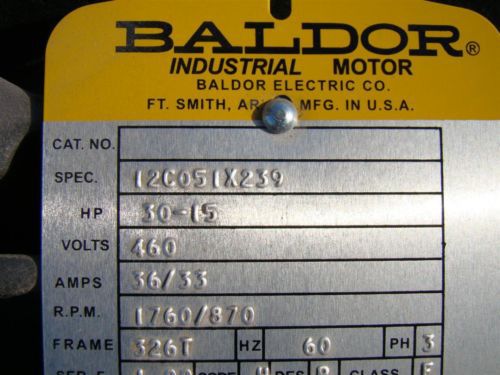 BALDOR®
INDUSTRIAL MOTOR
BALDOR ELECTRIC CO.
FT. SMITH, MFG. IN U.S.A.
CAT. NO.
SPEC. 12C051X239
HP 30-15
VOLTS 460
AMPS 36/33
R.P.M. 1760/870
FRAME 326T HZ 60 PH 3
CLASS